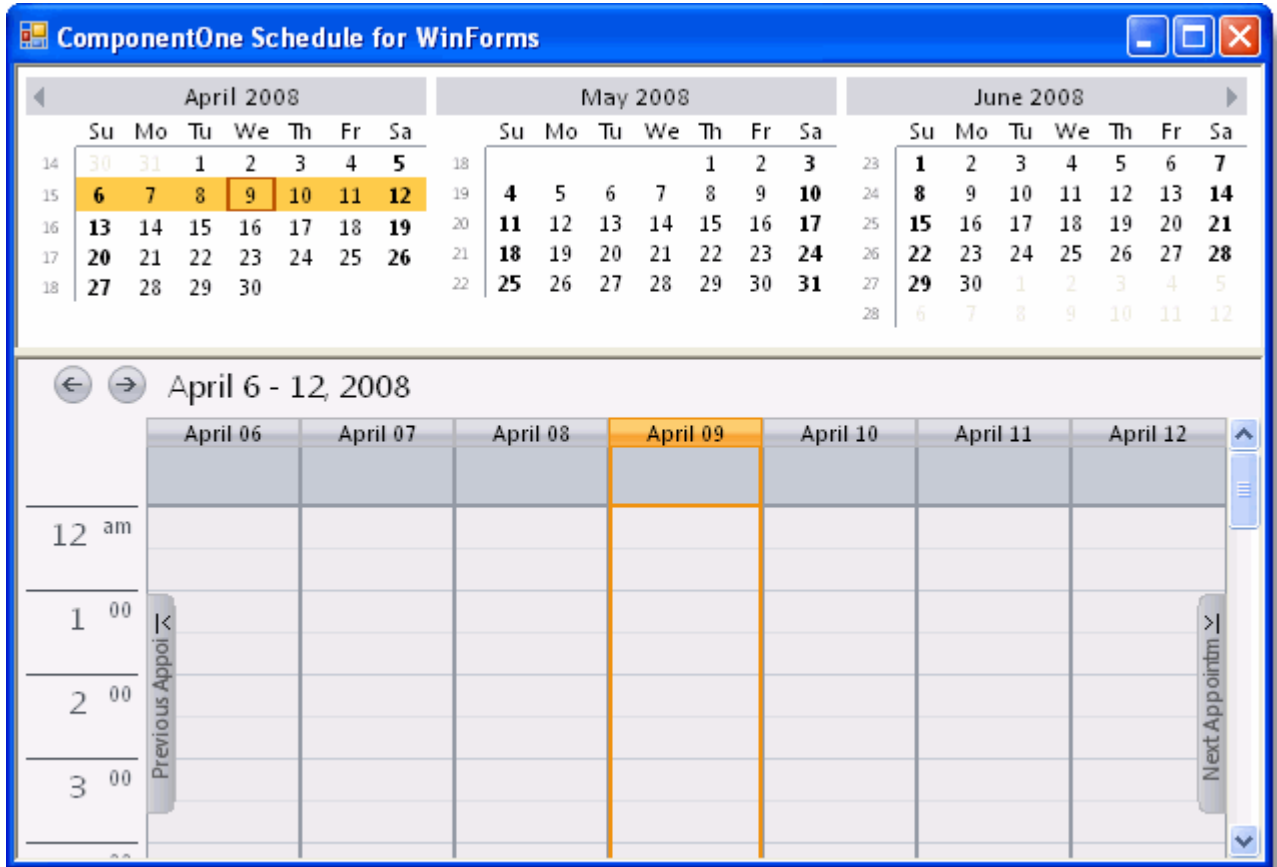 ComponentOne Schedule for WinForms
April 2008 May 2008 June 2008
Su Mo Tu We Th Fr Sa Su Mo Tu We Th Fr Sa Su Mo Tu We Th Fr Sa
14 30 31 1 2 3 4 5 18 1 2 3 23 1 2 3 4 5 6 7
15 6 7 8 9 10 11 12 19 4 5 6 7 8 9 10 24 8 9 10 11 12 13 14
16 13 14 15 16 17 18 19 20 11 12 13 14 15 16 17 25 15 16 17 18 19 20 21
17 20 21 22 23 24 25 26 21 18 19 20 21 22 23 24 26 22 23 24 25 26 27 28
18 27 28 29 30 22 25 26 27 28 29 30 31 27 29 30 1 2 3 4 5
28 6 7 8 9 10 11 12
April 6 - 12, 2008
April 06 April 07 April 08 April 09 April 10 April 11 April 12
12 am
1 00
2 00
3 00
Previous Appoi
Next Appointm